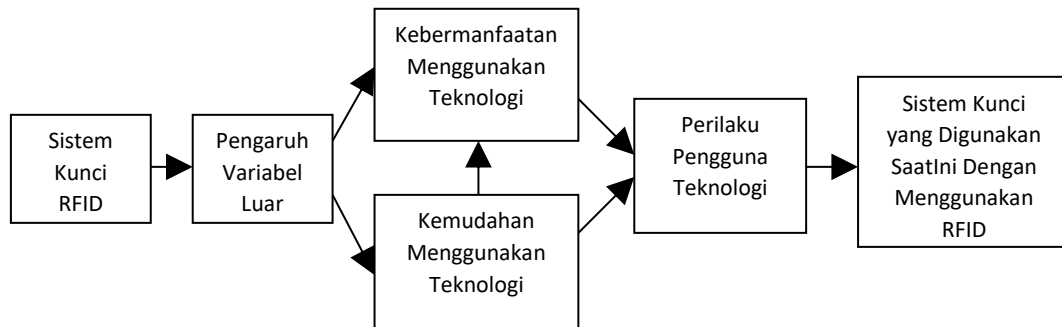 Sistem
Kunci
RFID
Pengaruh
Variabel
Luar
Kebermanfaatan
Menggunakan
Teknologi
Kemudahan
Menggunakan
Teknologi
Perilaku
Pengguna
Teknologi
Sistem Kunci
yang Digunakan
SaatIni Dengan
Menggunakan
RFID